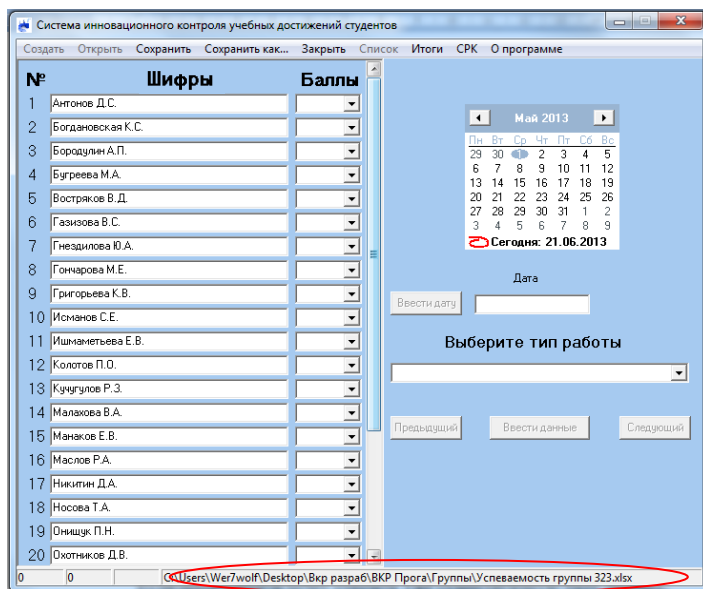 Система инновационного контроля учебных достижений студентов
Создать Открыть Сохранить Сохранить как... Закрыть Список Итоги СРК О программе
№ Шифры Баллы
1 Антонов Д.С.
2 Богдановская К.С.
3 Бородулин А.П.
4 Бугреева М.А.
5 Востряков В.Д.
6 Газизова В.С.
7 Гнездилова Ю.А.
8 Гончарова М.Е.
9 Григорьева К.В.
10 Исманов С.Е.
11 Ишмаметьева Е.В.
12 Колотов П.О.
13 Кучугулов Р.З.
14 Малахова В.А.
15 Манаков Е.В.
16 Маслов Р.А.
17 Никитин Д.А.
18 Носова Т.А.
19 Онищук П.Н.
20 Охотников Д.В.
Май 2013
Пн Вт Ср Чт Пт Сб Вс
29 30 1 2 3 4 5
6 7 8 9 10 11 12
13 14 15 16 17 18 19
20 21 22 23 24 25 26
27 28 29 30 31 1 2
3 4 5 6 7 8 9
Сегодня: 21.06.2013
Дата
Ввести дату
Выберите тип работы
Предыдуший Ввести данные Следующий
0 0 C:\Users\Wer7wolf\Desktop\Вкр разраб\ВКР Прога\Группы\Успеваемость группы 323.xlsx